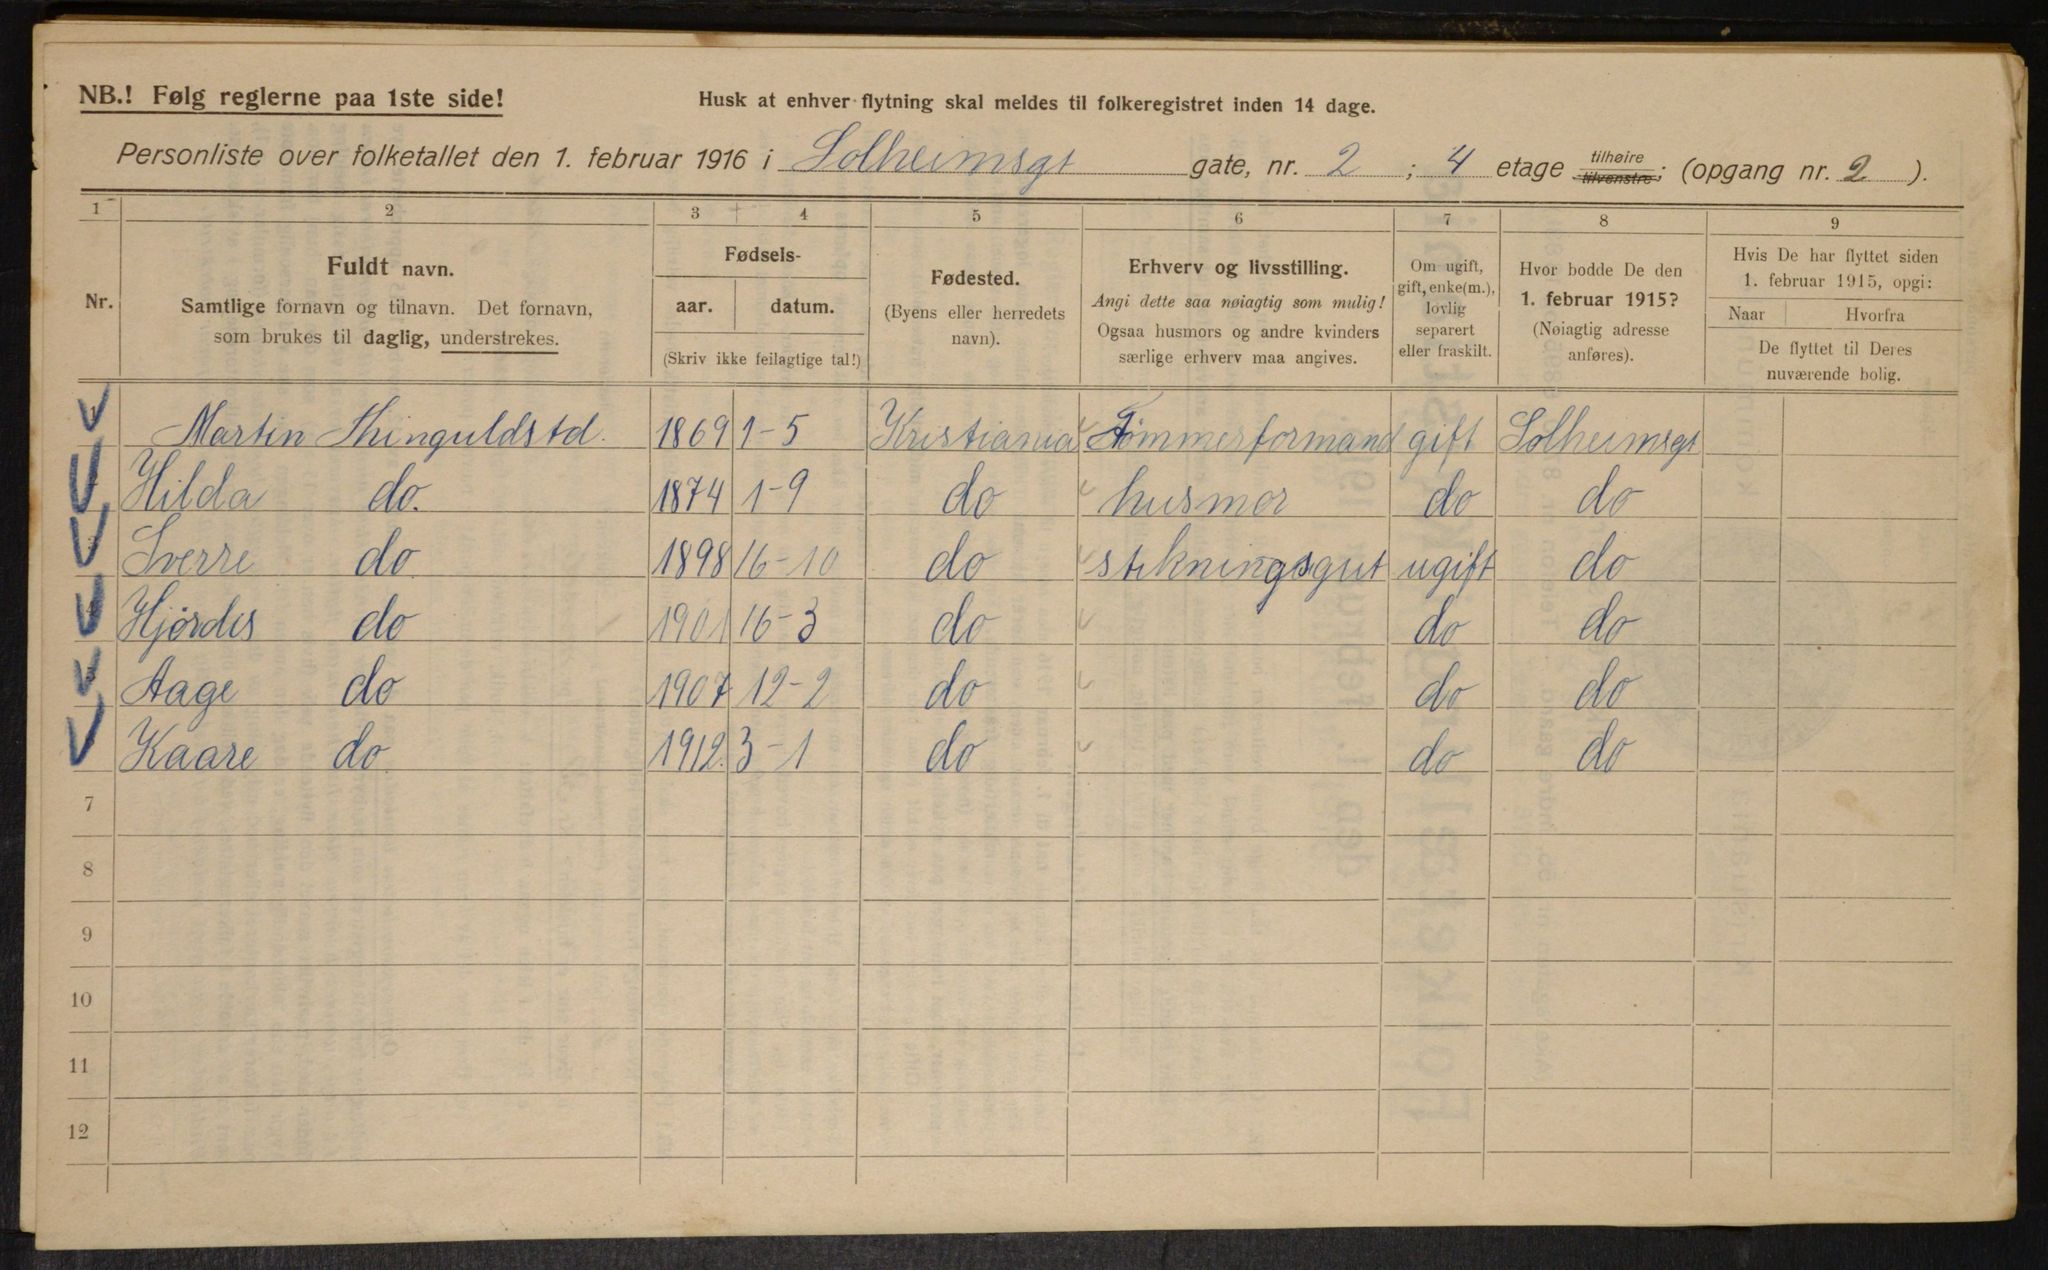 NB.! Følg reglerne paa 1ste side!
Husk at enhver flytning skal meldes til folkeregistret inden 14 dage.
Personliste over folketallet den 1. februar 1916 i Solheimsgt gate, nr. 2 ; 4 etage tilhøire tilvenstre; (opgang nr. 2 ).
1 2 3 4 5 6 7 8 9
Nr.
Fuldt navn.
Samtlige fornavn og tilnavn. Det fornavn,
som brukes til daglig, understrekes.
Fødsels-
aar. datum.
(Skriv ikke feilagtige tal!)
Fødested.
(Byens eller herredets
navn).
Erhverv og livsstilling.
Angi dette saa nøiagtig som mulig!
Ogsaa husmors og andre kvinders
særlige erhverv maa angives.
Om ugift,
gift, enke(m.),
lovlig
separert
eller fraskilt.
Hvor bodde De den
1. februar 1915?
(Nøiagtig adresse
anføres).
Hvis De har flyttet siden
1. februar 1915, opgi:
Naar Hvorfra
De flyttet til Deres
nuværende bolig.
Martin 1869 1-5 Kristiania Tømmerformand gift Solheimsgt
Hilda do. 1874 1-9 do husmor do do
Sverre do 1898 16-10 do stikningsgut ugift do
Hjørdis do 1901 16-3 do do do
Aage do 1907 12-2 do do do
Kaare do 1912. 3-1 do do do
7
8
9
10
11
12